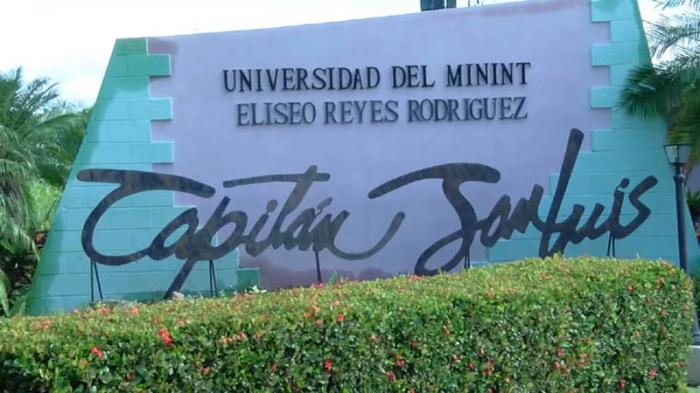 UNIVERSIDAD DEL MININT
ELISEO REYES RODRIGUEZ
Capitán San Luis